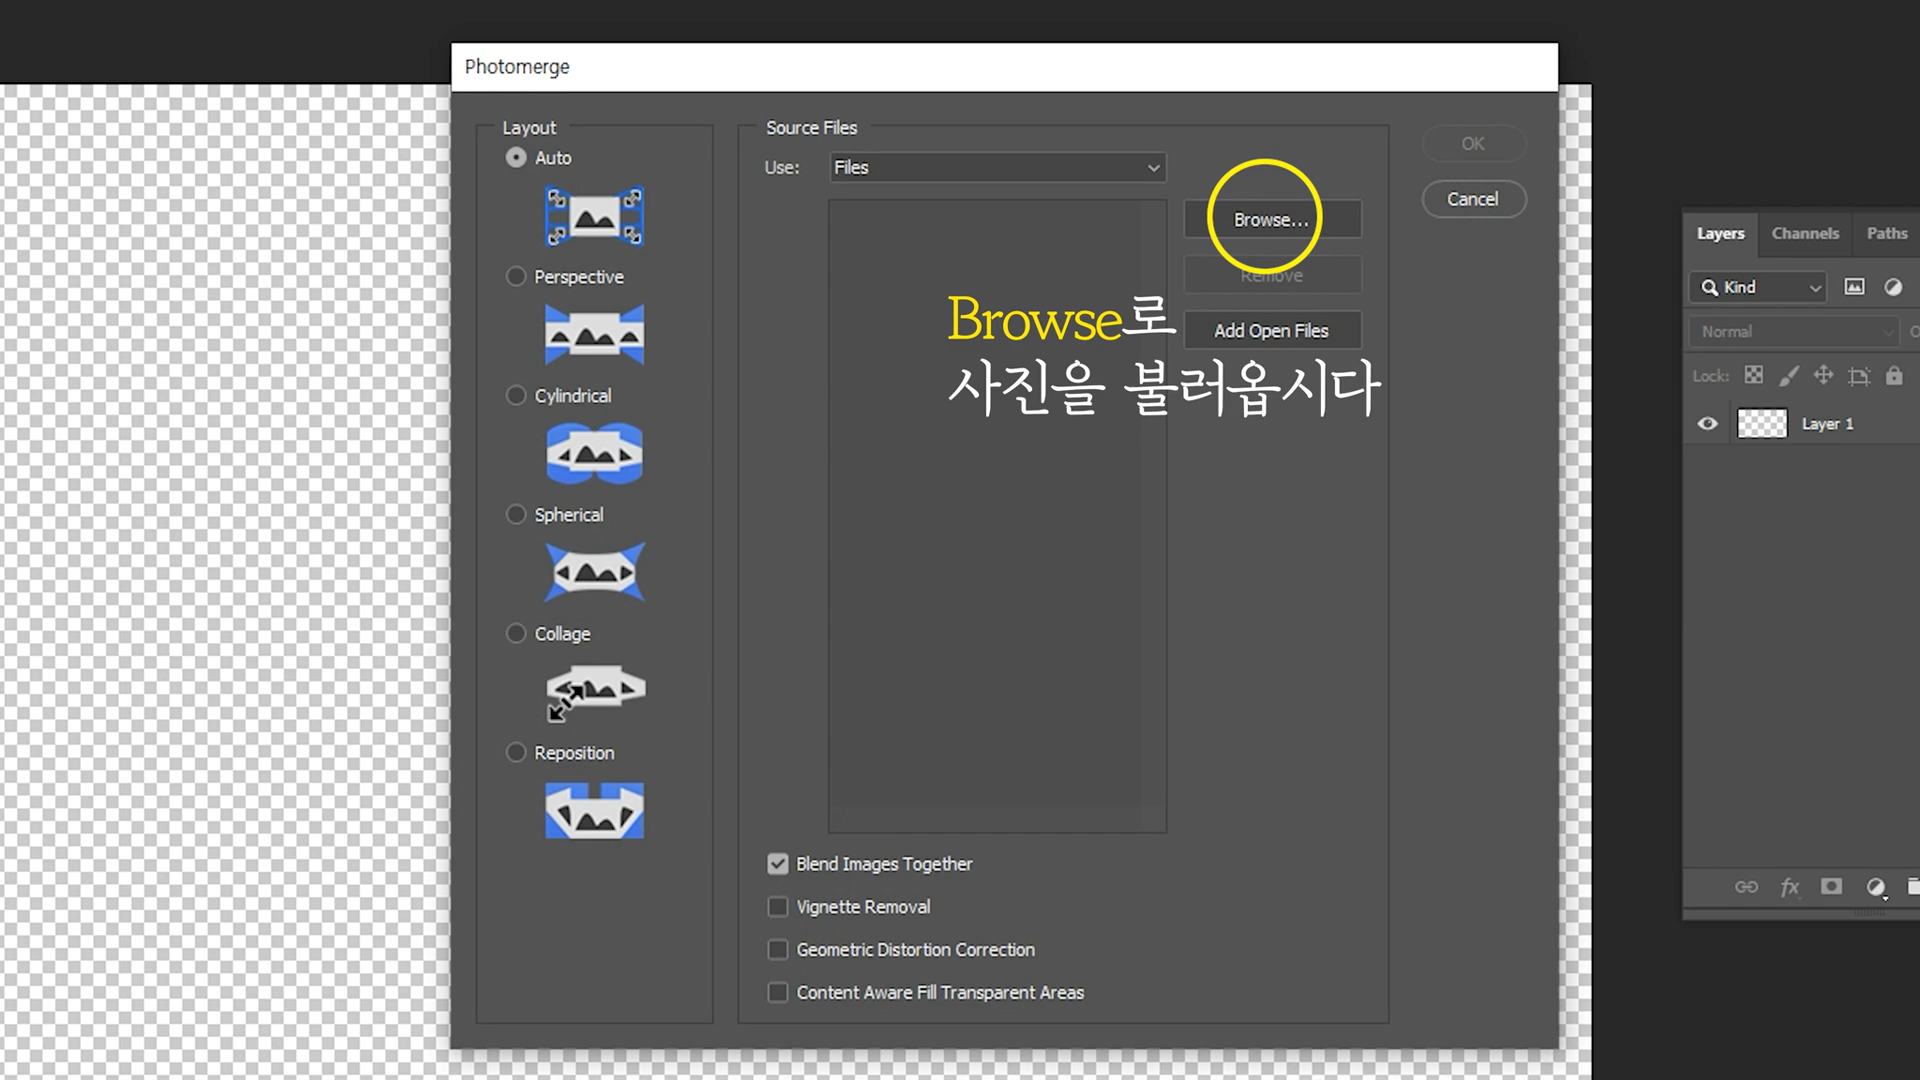 Photomerge
Layout
Auto
Perspective
Cylindrical
Spherical
Collage
Reposition
Source Files
Use: Files
Browse...
Remove
Add Open Files
Browse로
사진을 불러옵시다
Blend Images Together
Vignette Removal
Geometric Distortion Correction
Content Aware Fill Transparent Areas
OK
Cancel
Layers Channels Paths
Kind
Normal
Lock:
Layer 1
fx